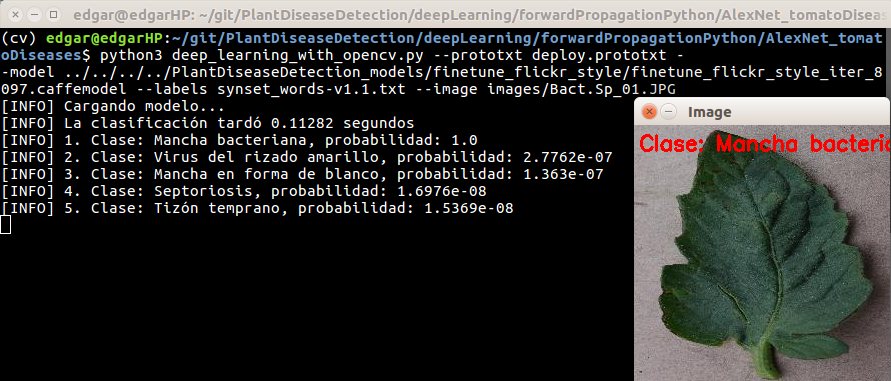 edgar@edgarHP: ~/git/PlantDiseaseDetection/deepLearning/forwardPropagationPython/AlexNet_tomatoDiseas
(cv) edgar@edgarHP:~/git/PlantDiseaseDetection/deepLearning/forwardPropagationPython/AlexNet_tomat
oDiseases$ python3 deep_learning_with_opencv.py --prototxt deploy.prototxt -
-model ../../../../PlantDiseaseDetection_models/finetune_flickr_style/finetune_flickr_style_iter_8
097.caffemodel --labels synset_words-v1.1.txt --image images/Bact.Sp_01.JPG
[INFO] Cargando modelo...
[INFO] La clasificación tardó 0.11282 segundos
[INFO] 1. Clase: Mancha bacteriana, probabilidad: 1.0
[INFO] 2. Clase: Virus del rizado amarillo, probabilidad: 2.7762e-07
[INFO] 3. Clase: Mancha en forma de blanco, probabilidad: 1.363e-07
[INFO] 4. Clase: Septoriosis, probabilidad: 1.6976e-08
[INFO] 5. Clase: Tizón temprano, probabilidad: 1.5369e-08
Image
Clase: Mancha bacteria